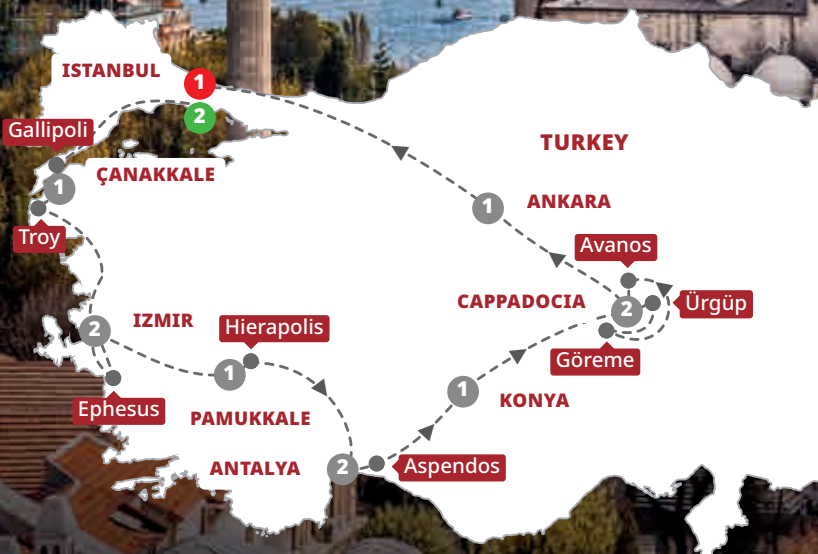 ISTANBUL
1
2
Gallipoli
ÇANAKKALE
1
Troy
TURKEY
1
ANKARA
Avanos
CAPPADOCIA
2
Ürgüp
Göreme
2
IZMIR
Hierapolis
1
Ephesus
PAMUKKALE
1
KONYA
ANTALYA
2
Aspendos